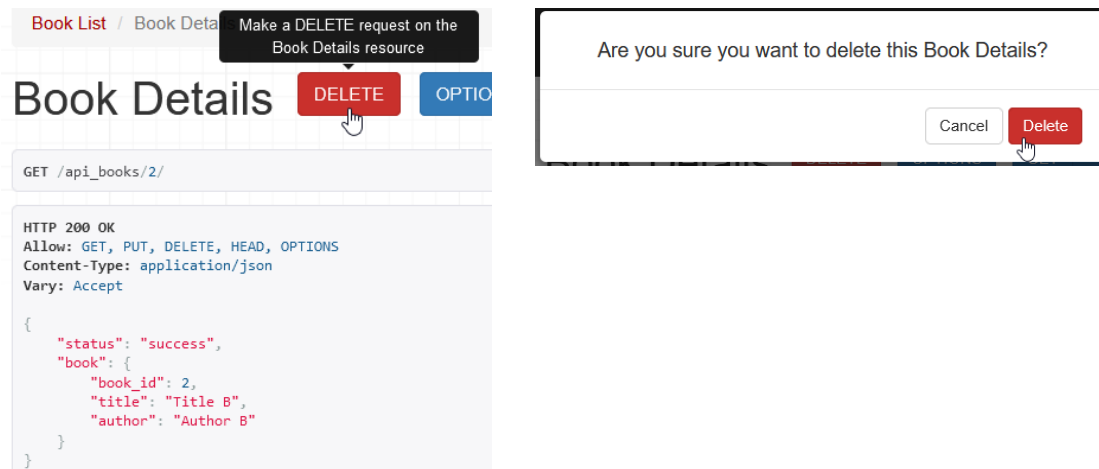 Book List / Book Deta
Make a DELETE request on the
Book Details resource
Book Details
DELETE
OPTIO
GET /api_books/2/
HTTP 200 OK
Allow: GET, PUT, DELETE, HEAD, OPTIONS
Content-Type: application/json
Vary: Accept
{
    "status": "success",
    "book": {
        "book_id": 2,
        "title": "Title B",
        "author": "Author B"
    }
}
Are you sure you want to delete this Book Details?
Cancel
Delete